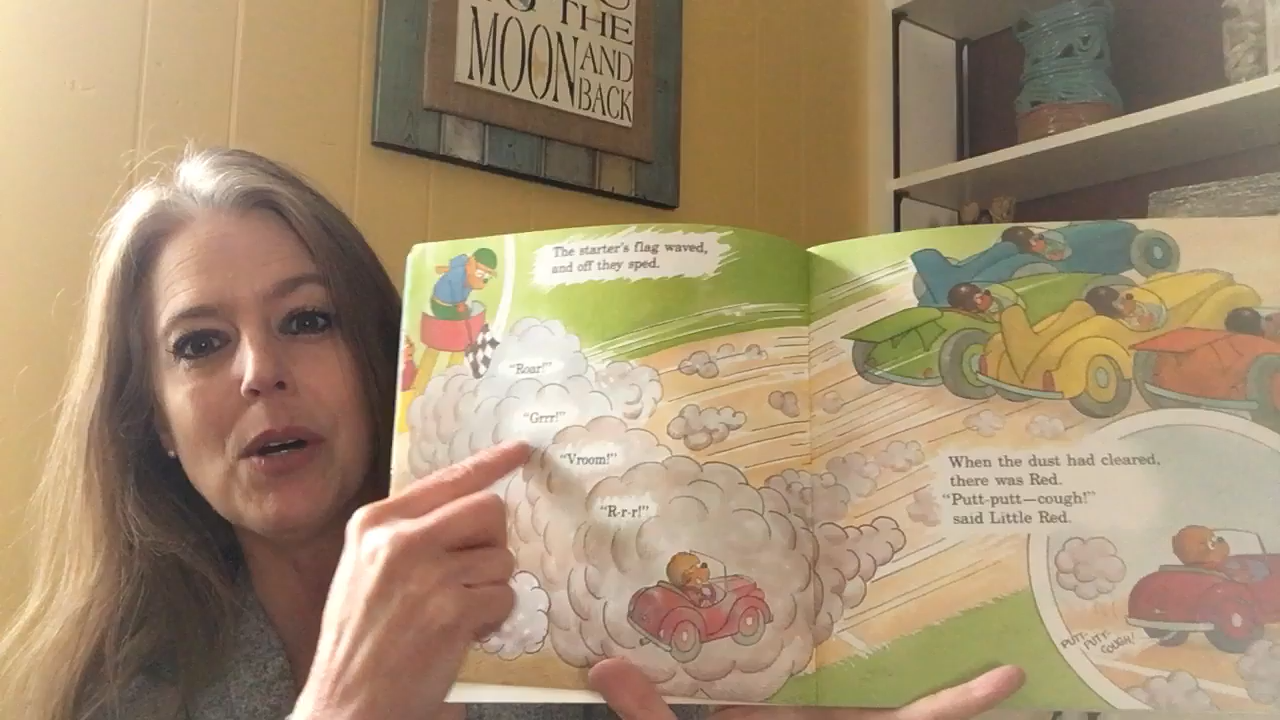 TO
THE
MOON AND
BACK
The starter's flag waved,
and off they sped.
"Roar!"
"Grrr!"
"Vroom!"
"R-r-r!"
When the dust had cleared,
there was Red.
"Putt-putt—cough!"
said Little Red.
PUTT-
PUTT-
COUGH!